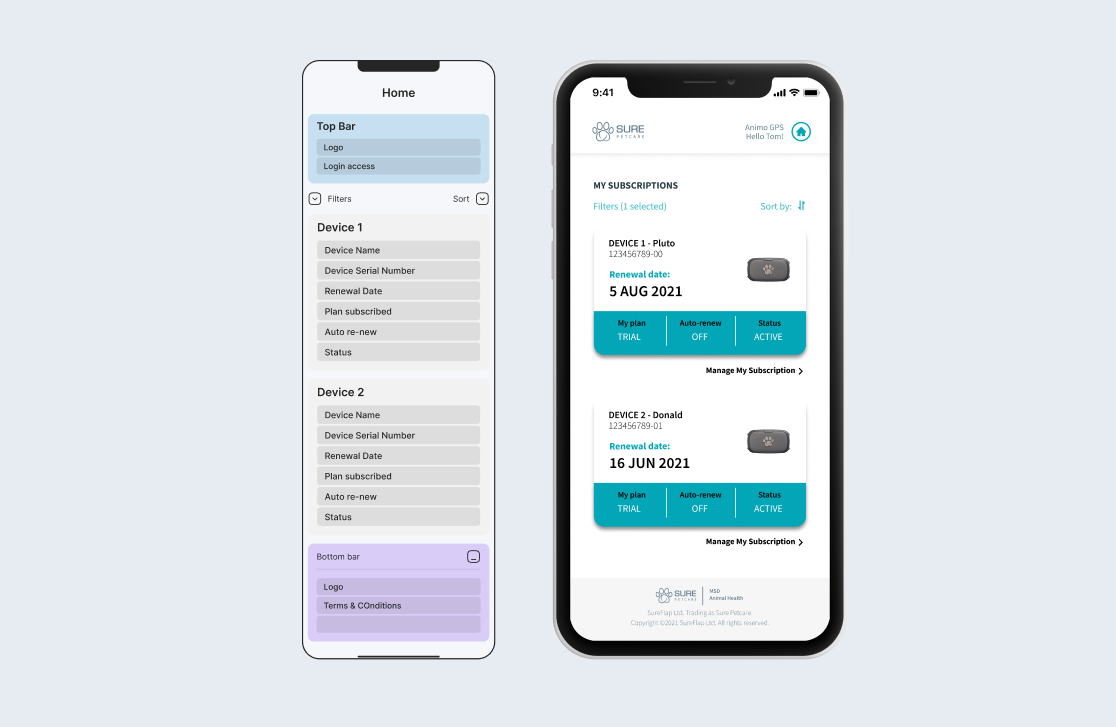 Home
Top Bar
Logo
Login access
Filters
Sort
Device 1
Device Name
Device Serial Number
Renewal Date
Plan subscribed
Auto re-new
Status
Device 2
Device Name
Device Serial Number
Renewal Date
Plan subscribed
Auto re-new
Status
Bottom bar
Logo
Terms & COnditions
9:41
SURE
PETCARE
Animo GPS
Hello Tom!
MY SUBSCRIPTIONS
Filters (1 selected)
Sort by:
DEVICE 1 - Pluto
123456789-00
Renewal date:
5 AUG 2021
My plan
Auto-renew
Status
TRIAL
OFF
ACTIVE
Manage My Subscription
DEVICE 2 - Donald
123456789-01
Renewal date:
16 JUN 2021
My plan
Auto-renew
Status
TRIAL
OFF
ACTIVE
Manage My Subscription
SURE
PETCARE
MSD
Animal Health
SureFlap Ltd. Trading as Sure Petcare.
Copyright ©2021 SureFlap Ltd. All rights reserved.